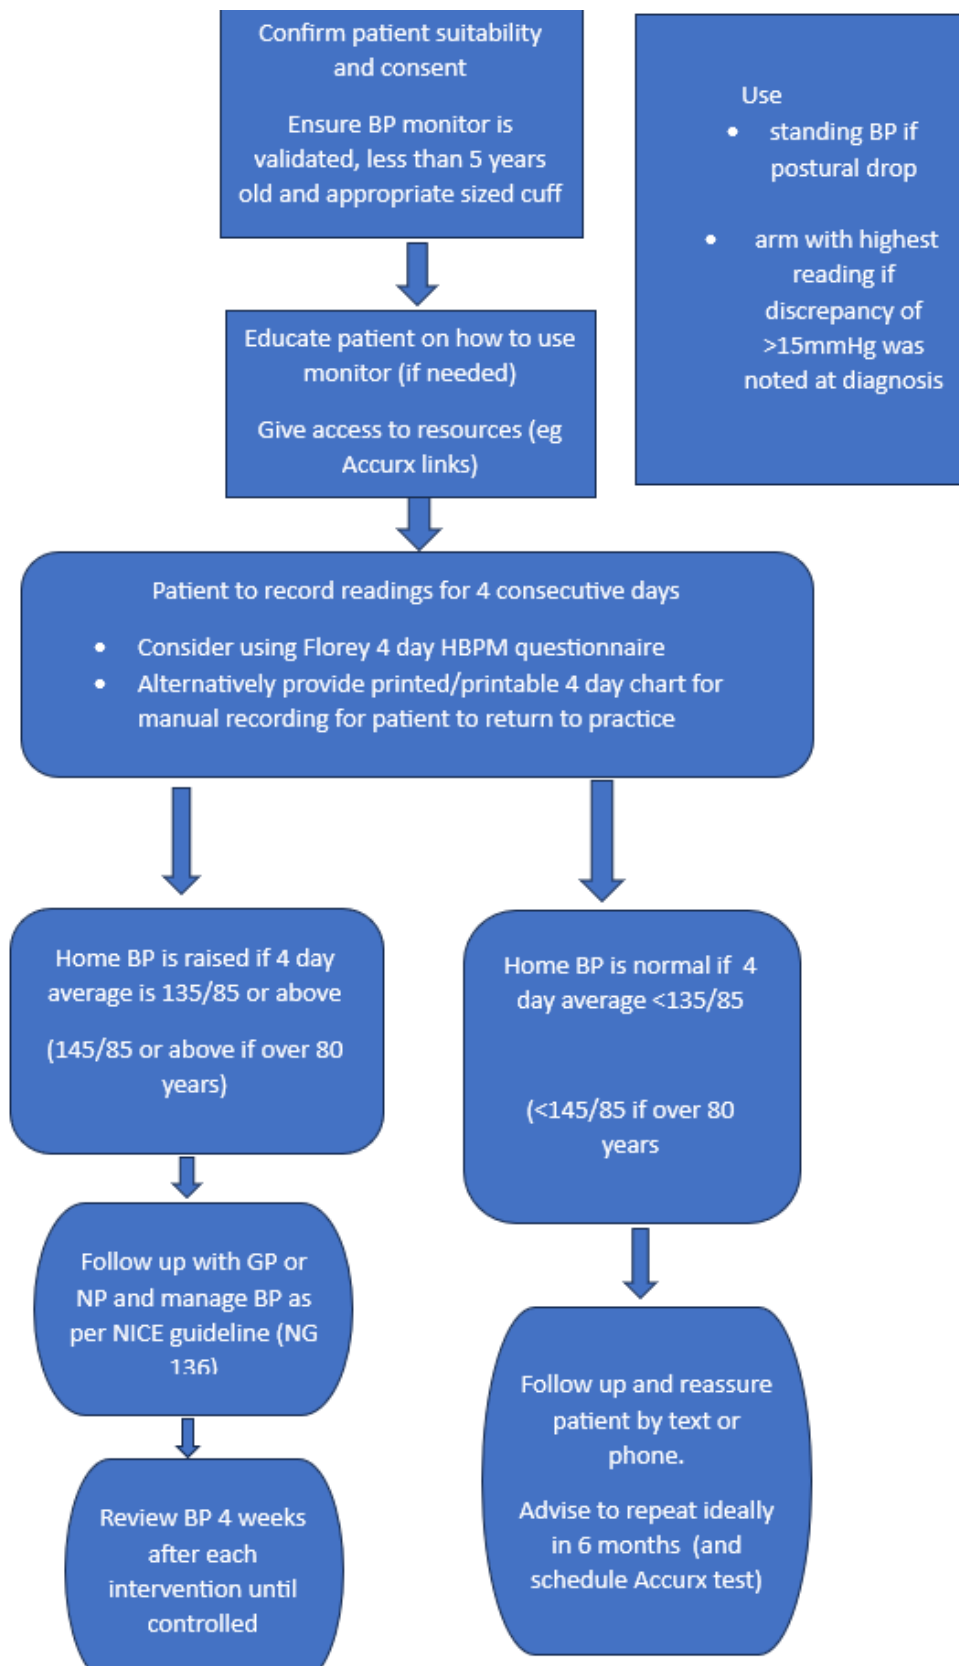 Confirm patient suitability
and consent
Ensure BP monitor is
validated, less than 5 years
old and appropriate sized cuff
Use
• standing BP if
postural drop
• arm with highest
reading if
discrepancy of
>15mmHg was
noted at diagnosis
Educate patient on how to use
monitor (if needed)
Give access to resources (eg
Accurx links)
Patient to record readings for 4 consecutive days
• Consider using Florey 4 day HBPM questionnaire
• Alternatively provide printed/printable 4 day chart for
manual recording for patient to return to practice
Home BP is raised if 4 day
average is 135/85 or above
(145/85 or above if over 80
years)
Home BP is normal if 4
day average <135/85
(<145/85 if over 80
years
Follow up with GP or
NP and manage BP as
per NICE guideline (NG
136)
Review BP 4 weeks
after each
intervention until
controlled
Follow up and reassure
patient by text or
phone.
Advise to repeat ideally
in 6 months (and
schedule Accurx test)